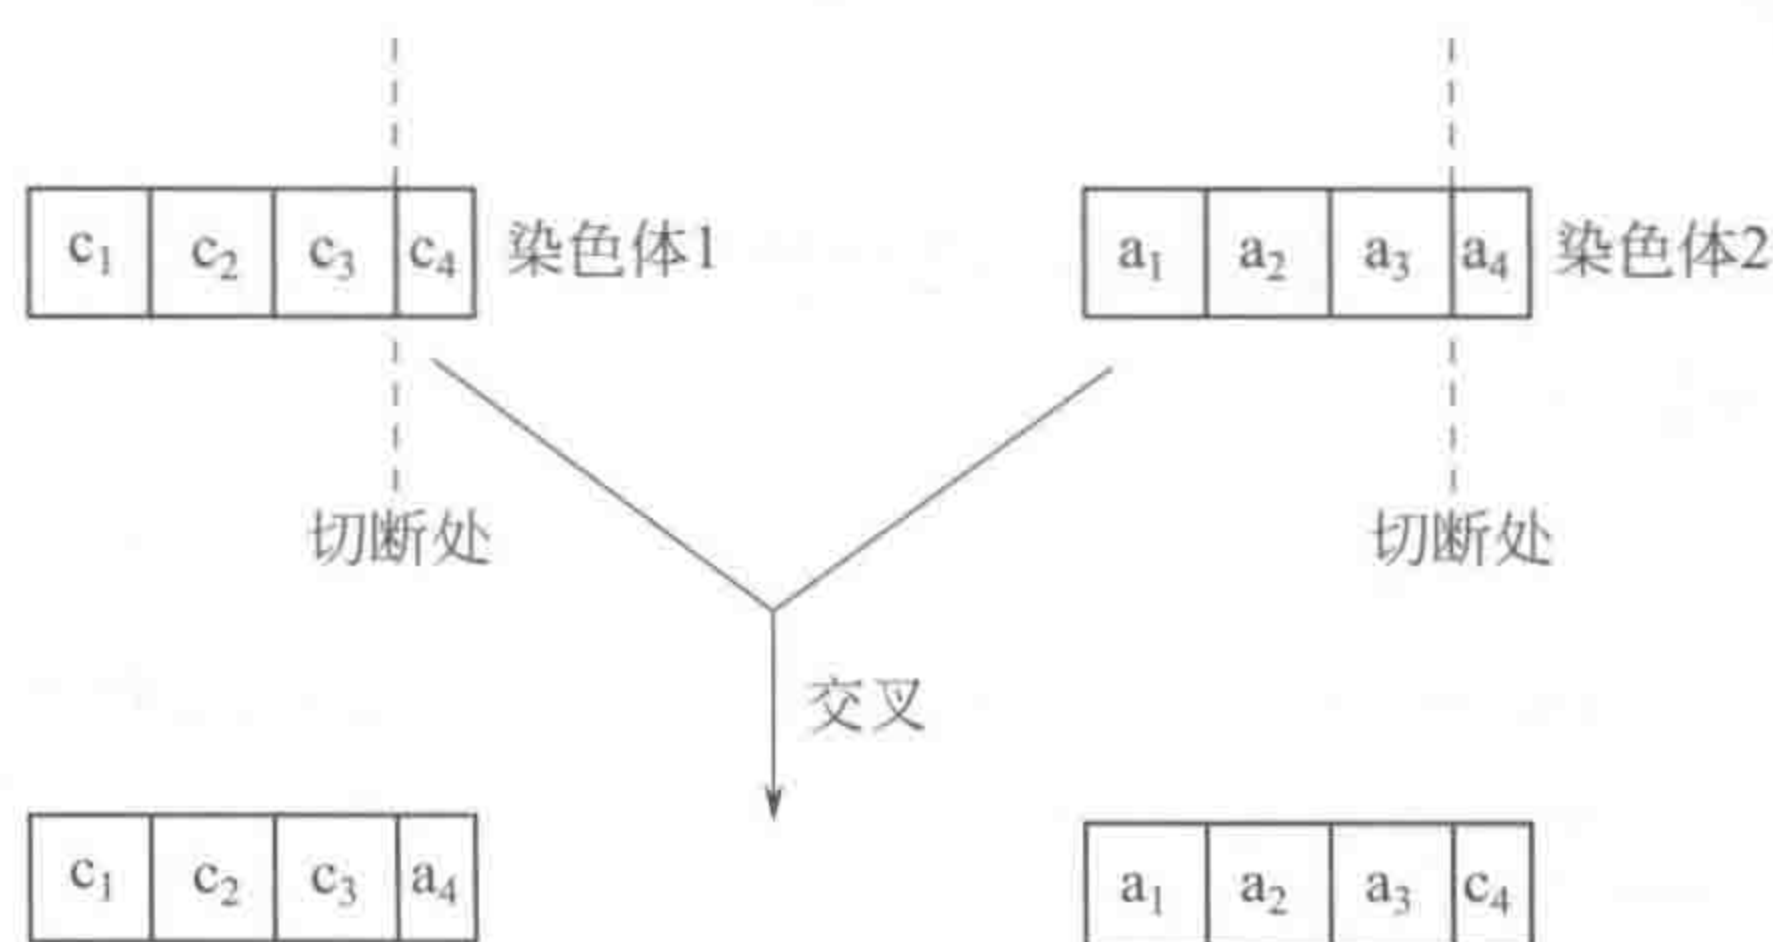 c₁ c₂ c₃ c₄ 染色体1
a₁ a₂ a₃ a₄ 染色体2
切断处
切断处
交叉
c₁ c₂ c₃ a₄
a₁ a₂ a₃ c₄